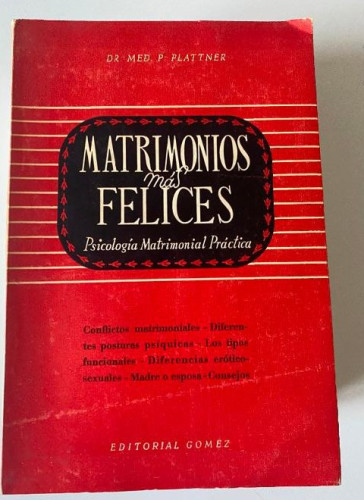 DR. MED. P. PLATTNER
MATRIMONIOS
más
FELICES
Psicología Matrimonial Práctica
Conflictos matrimoniales - Diferen-
tes posturas psíquicas - Los tipos
funcionales - Diferencias erótico-
sexuales - Madre o esposa - Consejos
EDITORIAL GOMÉZ